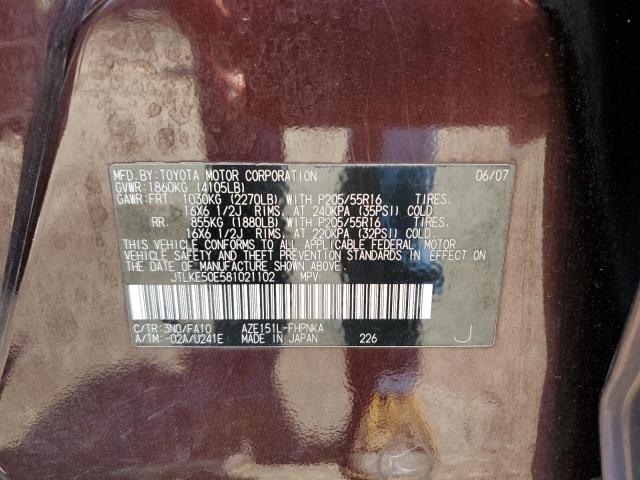 MFD.BY:TOYOTA MOTOR CORPORATION 06/07
GVWR:1860KG (4105LB)
GAWR:FRT. 1030KG (2270LB) WITH P205/55R16 TIRES.
16X6 1/2J RIMS, AT 240KPA (35PSI) COLD.
RR. 855KG (1880LB) WITH P205/55R16 TIRES.
16X6 1/2J RIMS, AT 220KPA (32PSI) COLD.
THIS VEHICLE CONFORMS TO ALL APPLICABLE FEDERAL MOTOR
VEHICLE SAFETY AND THEFT PREVENTION STANDARDS IN EFFECT ON
THE DATE OF MANUFACTURE SHOWN ABOVE.
JTLKE50E581021102 MPV
C/TR:3N0/FA10 AZE151L-FHPNKA
A/TM:-02A/U241E MADE IN JAPAN 226 J